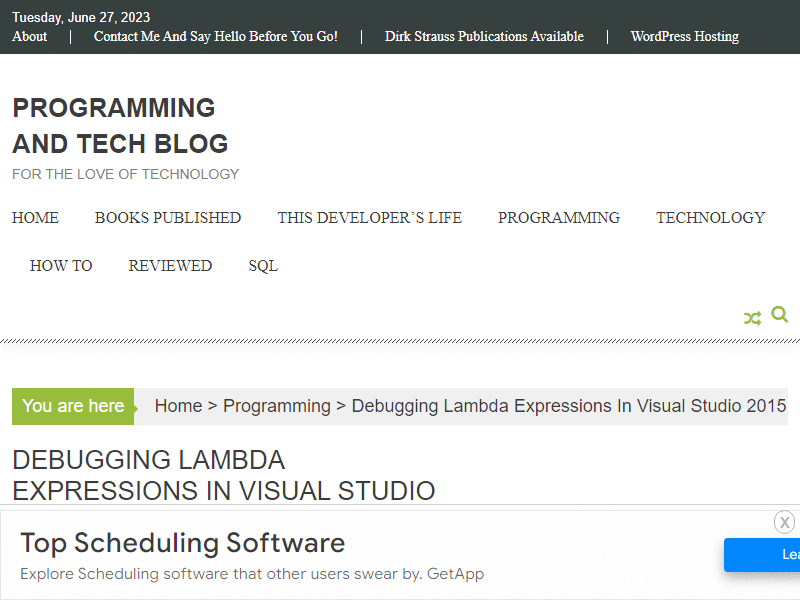 Tuesday, June 27, 2023
About | Contact Me And Say Hello Before You Go! | Dirk Strauss Publications Available | WordPress Hosting
PROGRAMMING
AND TECH BLOG
FOR THE LOVE OF TECHNOLOGY
HOME BOOKS PUBLISHED THIS DEVELOPER’S LIFE PROGRAMMING TECHNOLOGY
HOW TO REVIEWED SQL
You are here Home > Programming > Debugging Lambda Expressions In Visual Studio 2015
DEBUGGING LAMBDA
EXPRESSIONS IN VISUAL STUDIO
X
Top Scheduling Software
Lea
Explore Scheduling software that other users swear by. GetApp